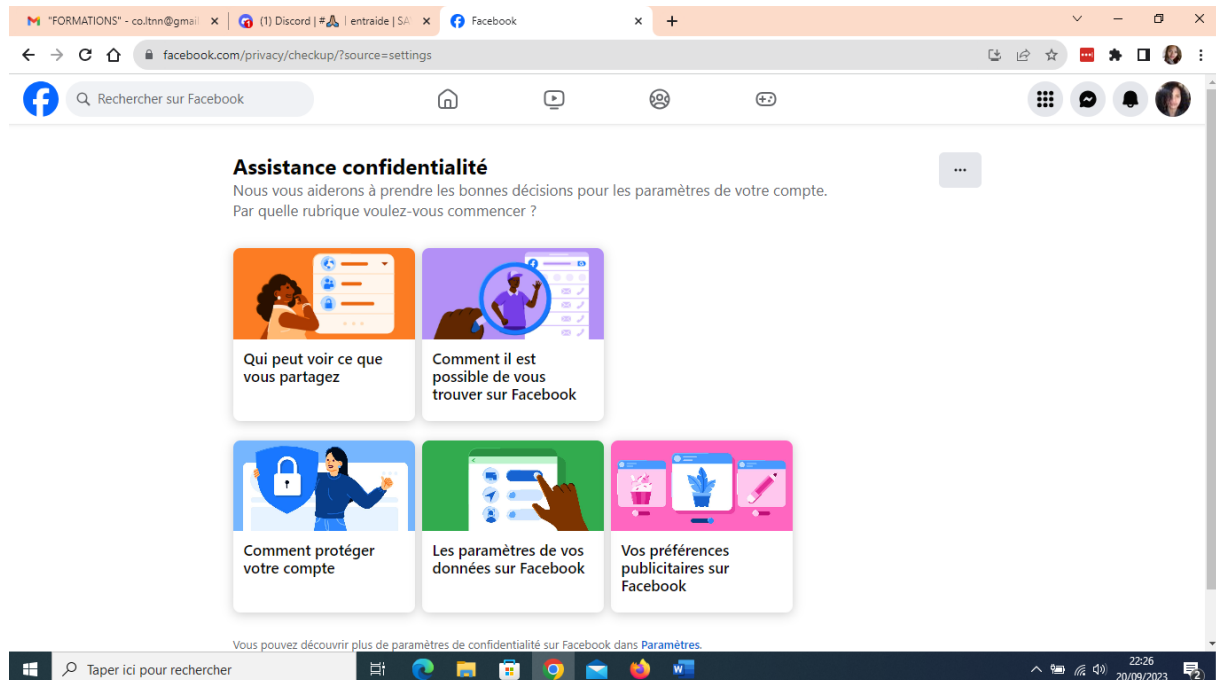 "FORMATIONS" - co.ltnn@gmail
(1) Discord | # | entraide | SA
Facebook
facebook.com/privacy/checkup/?source=settings
Rechercher sur Facebook
Assistance confidentialité
Nous vous aiderons à prendre les bonnes décisions pour les paramètres de votre compte.
Par quelle rubrique voulez-vous commencer ?
Qui peut voir ce que
vous partagez
Comment il est
possible de vous
trouver sur Facebook
Comment protéger
votre compte
Les paramètres de vos
données sur Facebook
Vos préférences
publicitaires sur
Facebook
Vous pouvez découvrir plus de paramètres de confidentialité sur Facebook dans Paramètres.
Taper ici pour rechercher
22:26
20/09/2023
2